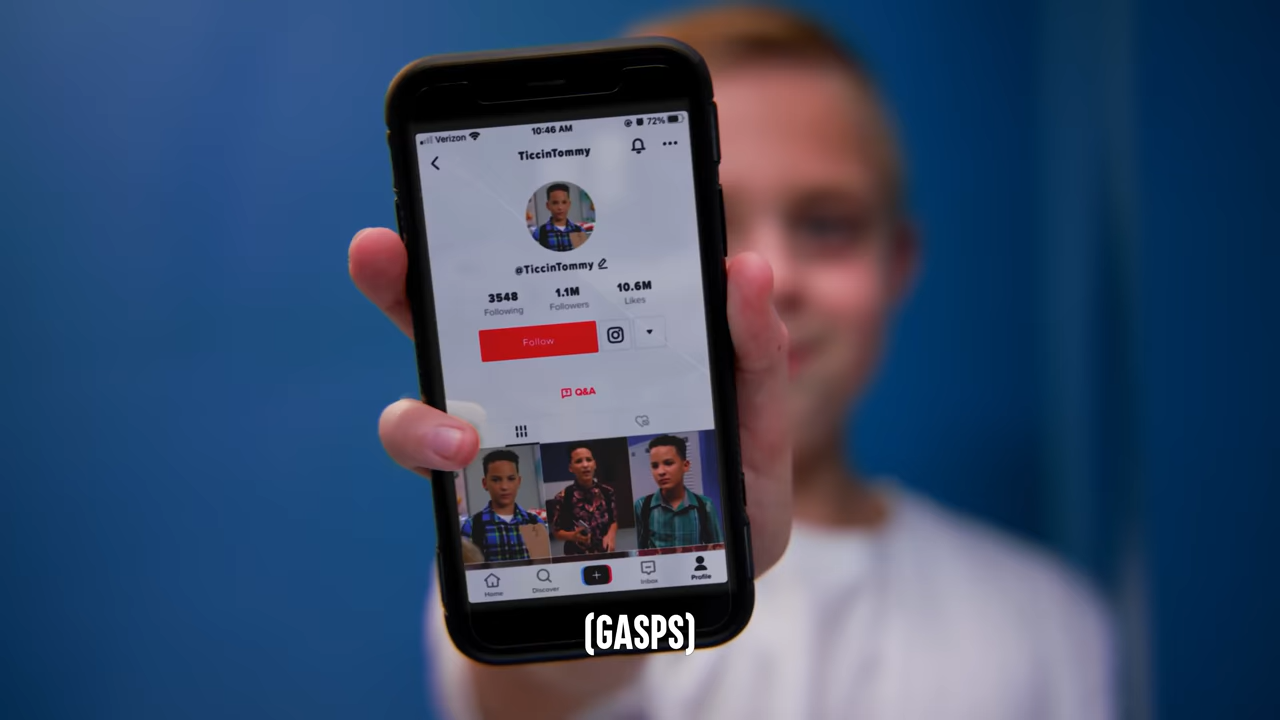 Verizon 10:46 AM 72%
TiccinTommy
@TiccinTommy
3548 1.1M 10.6M
Following Followers Likes
Follow
Q&A
Home Discover Inbox Profile
(GASPS)